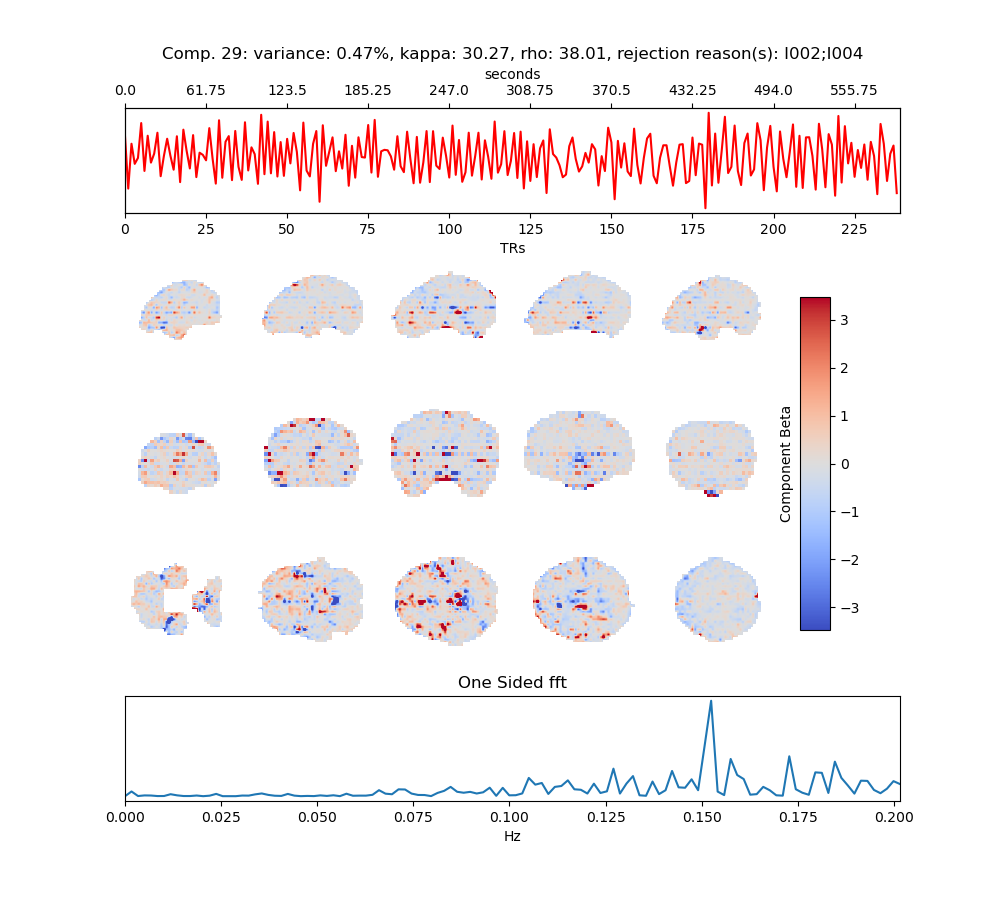 Comp. 29: variance: 0.47%, kappa: 30.27, rho: 38.01, rejection reason(s): I002;I004
seconds
0.0 61.75 123.5 185.25 247.0 308.75 370.5 432.25 494.0 555.75
0 25 50 75 100 125 150 175 200 225
TRs
3
2
1
0
−1
−2
−3
Component Beta
One Sided fft
0.000 0.025 0.050 0.075 0.100 0.125 0.150 0.175 0.200
Hz